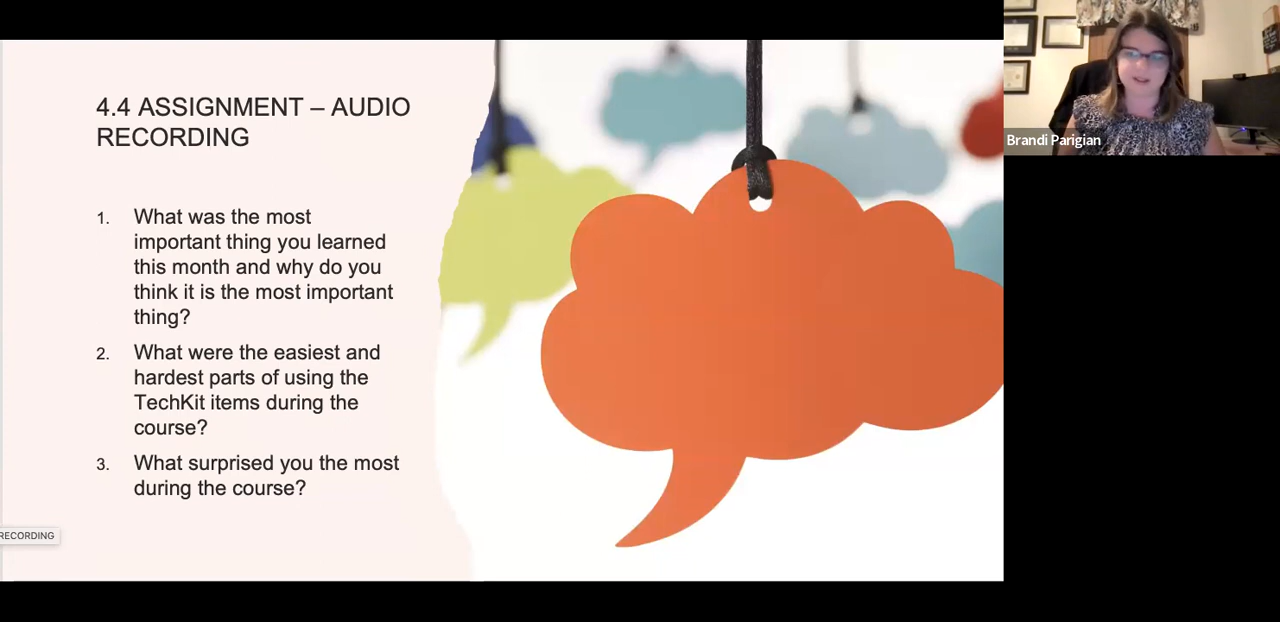 4.4 ASSIGNMENT – AUDIO
RECORDING
1. What was the most
important thing you learned
this month and why do you
think it is the most important
thing?
2. What were the easiest and
hardest parts of using the
TechKit items during the
course?
3. What surprised you the most
during the course?
RECORDING
Brandi Parigian